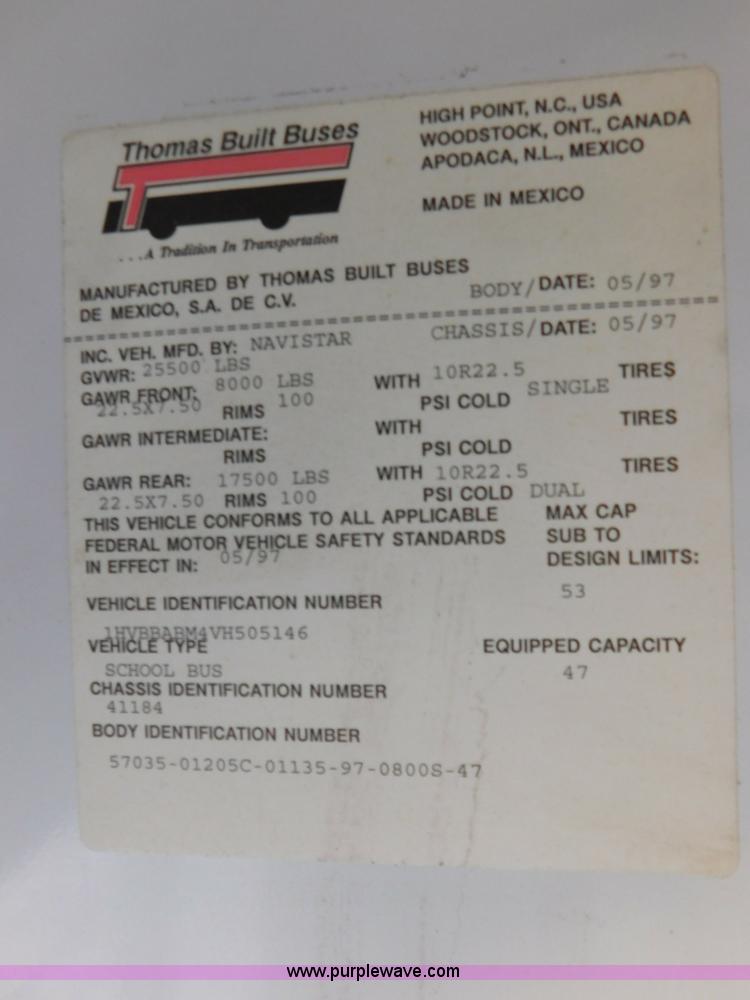 Thomas Built Buses
T
...A Tradition In Transportation
HIGH POINT, N.C., USA
WOODSTOCK, ONT., CANADA
APODACA, N.L., MEXICO
MADE IN MEXICO
MANUFACTURED BY THOMAS BUILT BUSES
DE MEXICO, S.A. DE C.V.
BODY/DATE: 05/97
INC. VEH. MFD. BY: NAVISTAR CHASSIS/DATE: 05/97
GVWR: 25500 LBS
GAWR FRONT: 8000 LBS WITH 10R22.5 TIRES
22.5X7.50 RIMS 100 PSI COLD SINGLE
GAWR INTERMEDIATE: WITH TIRES
RIMS PSI COLD
GAWR REAR: 17500 LBS WITH 10R22.5 TIRES
22.5X7.50 RIMS 100 PSI COLD DUAL
THIS VEHICLE CONFORMS TO ALL APPLICABLE
FEDERAL MOTOR VEHICLE SAFETY STANDARDS
IN EFFECT IN: 05/97
MAX CAP
SUB TO
DESIGN LIMITS:
53
VEHICLE IDENTIFICATION NUMBER
1HVBBABM4VH505146
VEHICLE TYPE
SCHOOL BUS
EQUIPPED CAPACITY
47
CHASSIS IDENTIFICATION NUMBER
41184
BODY IDENTIFICATION NUMBER
57035-01205C-01135-97-0800S-47
www.purplewave.com